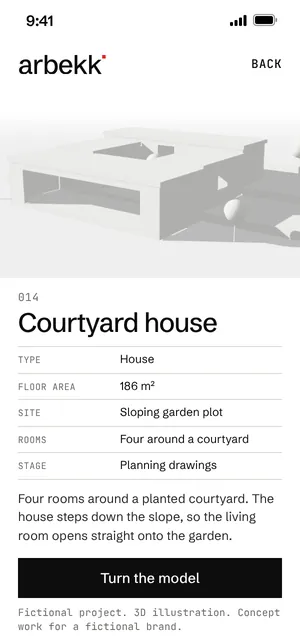 9:41
arbekk
BACK
014
Courtyard house
TYPE House
FLOOR AREA 186 m²
SITE Sloping garden plot
ROOMS Four around a courtyard
STAGE Planning drawings
Four rooms around a planted courtyard. The
house steps down the slope, so the living
room opens straight onto the garden.
Turn the model
Fictional project. 3D illustration. Concept
work for a fictional brand.